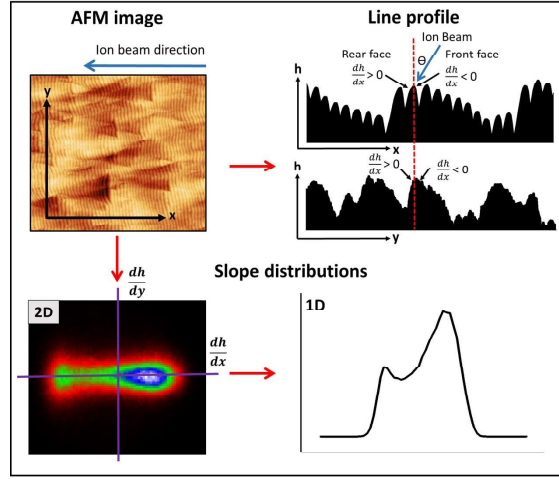 AFM image
Line profile
Ion beam direction
Ion Beam
Rear face
Front face
Θ
dh/dx > 0
dh/dx < 0
h
x
y
x
dh/dx > 0
dh/dx < 0
h
y
Slope distributions
dh/dy
2D
dh/dx
1D